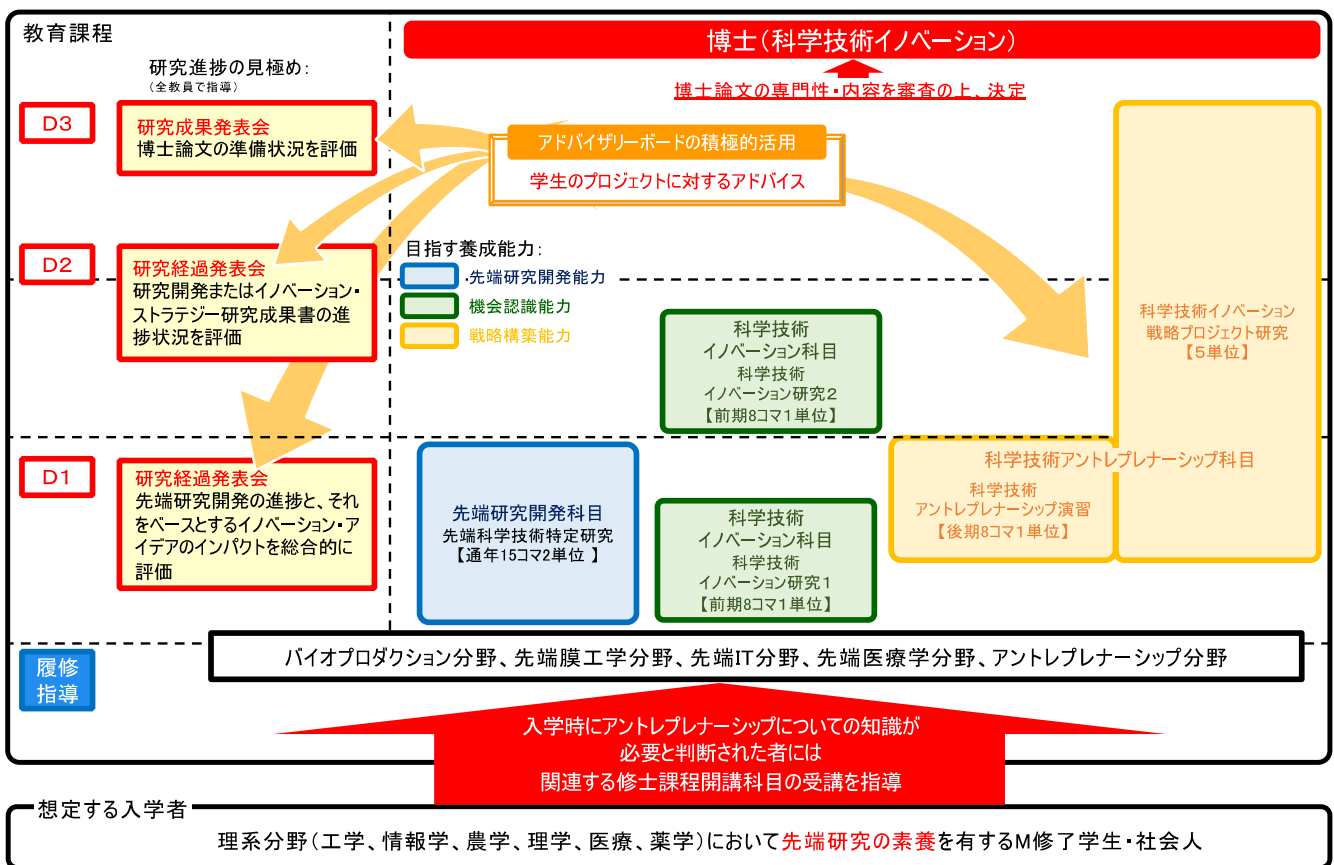 教育課程
博士(科学技術イノベーション)
博士論文の専門性・内容を審査の上、決定
研究進捗の見極め:
(全教員で指導)
D3
研究成果発表会
博士論文の準備状況を評価
アドバイザリーボードの積極的活用
学生のプロジェクトに対するアドバイス
D2
研究経過発表会
研究開発またはイノベーション・
ストラテジー研究成果書の進
捗状況を評価
目指す養成能力:
.先端研究開発能力
機会認識能力
戦略構築能力
科学技術
イノベーション科目
科学技術
イノベーション研究2
【前期8コマ1単位】
科学技術イノベーション
戦略プロジェクト研究
【5単位】
D1
研究経過発表会
先端研究開発の進捗と、それ
をベースとするイノベーション・ア
イデアのインパクトを総合的に
評価
先端研究開発科目
先端科学技術特定研究
【通年15コマ2単位 】
科学技術
イノベーション科目
科学技術
イノベーション研究1
【前期8コマ1単位】
科学技術アントレプレナーシップ科目
科学技術
アントレプレナーシップ演習
【後期8コマ1単位】
履修
指導
バイオプロダクション分野、先端膜工学分野、先端IT分野、先端医療学分野、アントレプレナーシップ分野
入学時にアントレプレナーシップについての知識が
必要と判断された者には
関連する修士課程開講科目の受講を指導
想定する入学者
理系分野(工学、情報学、農学、理学、医療、薬学)において先端研究の素養を有するM修了学生・社会人